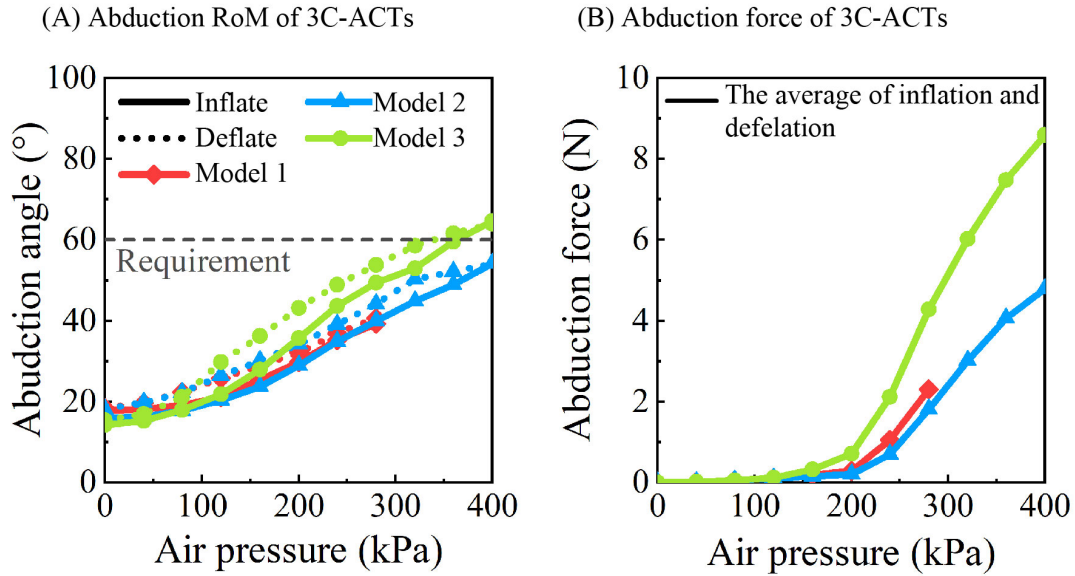 (A) Abduction RoM of 3C-ACTs
(B) Abduction force of 3C-ACTs
Abudction angle (°)
100
80
60
40
20
0
Inflate
Deflate
Model 1
Model 2
Model 3
Requirement
0
100
200
300
400
Air pressure (kPa)
Abduction force (N)
10
8
6
4
2
0
The average of inflation and
defelation
0
100
200
300
400
Air pressure (kPa)